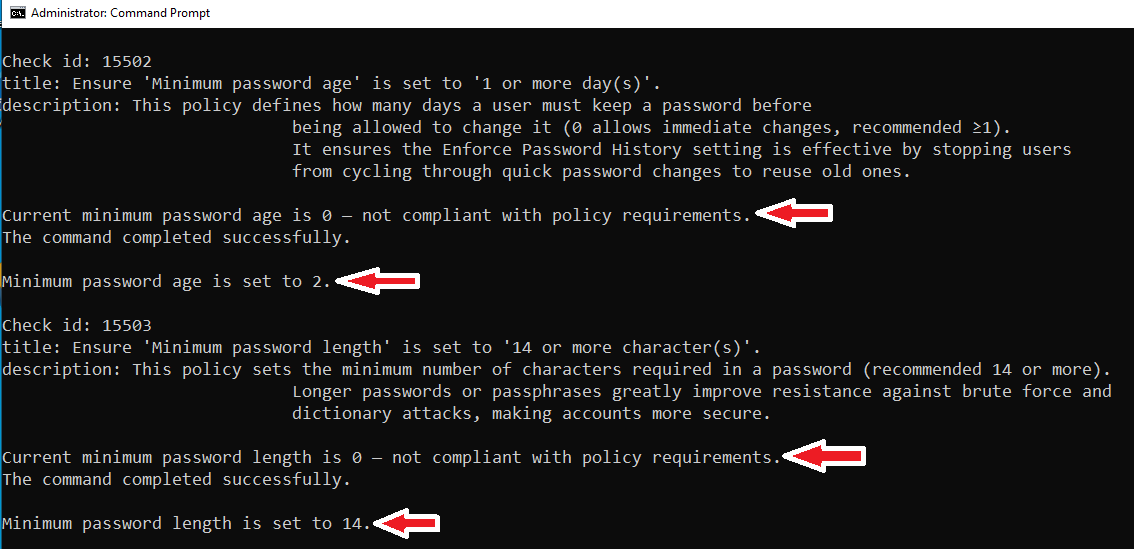 Administrator: Command Prompt
Check id: 15502
title: Ensure 'Minimum password age' is set to '1 or more day(s)'.
description: This policy defines how many days a user must keep a password before
being allowed to change it (0 allows immediate changes, recommended ≥1).
It ensures the Enforce Password History setting is effective by stopping users
from cycling through quick password changes to reuse old ones.
Current minimum password age is 0 — not compliant with policy requirements.
The command completed successfully.
Minimum password age is set to 2.
Check id: 15503
title: Ensure 'Minimum password length' is set to '14 or more character(s)'.
description: This policy sets the minimum number of characters required in a password (recommended 14 or more).
Longer passwords or passphrases greatly improve resistance against brute force and
dictionary attacks, making accounts more secure.
Current minimum password length is 0 — not compliant with policy requirements.
The command completed successfully.
Minimum password length is set to 14.